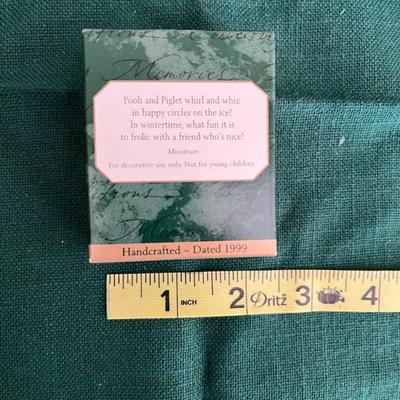 Memories
Pooh and Piglet whirl and whiz
in happy circles on the ice!
In wintertime, what fun it is
to frolic with a friend who's nice!
Miniature
For decorative use only. Not for young children.
Handcrafted ~ Dated 1999
1 INCH 2 Dritz 3 4